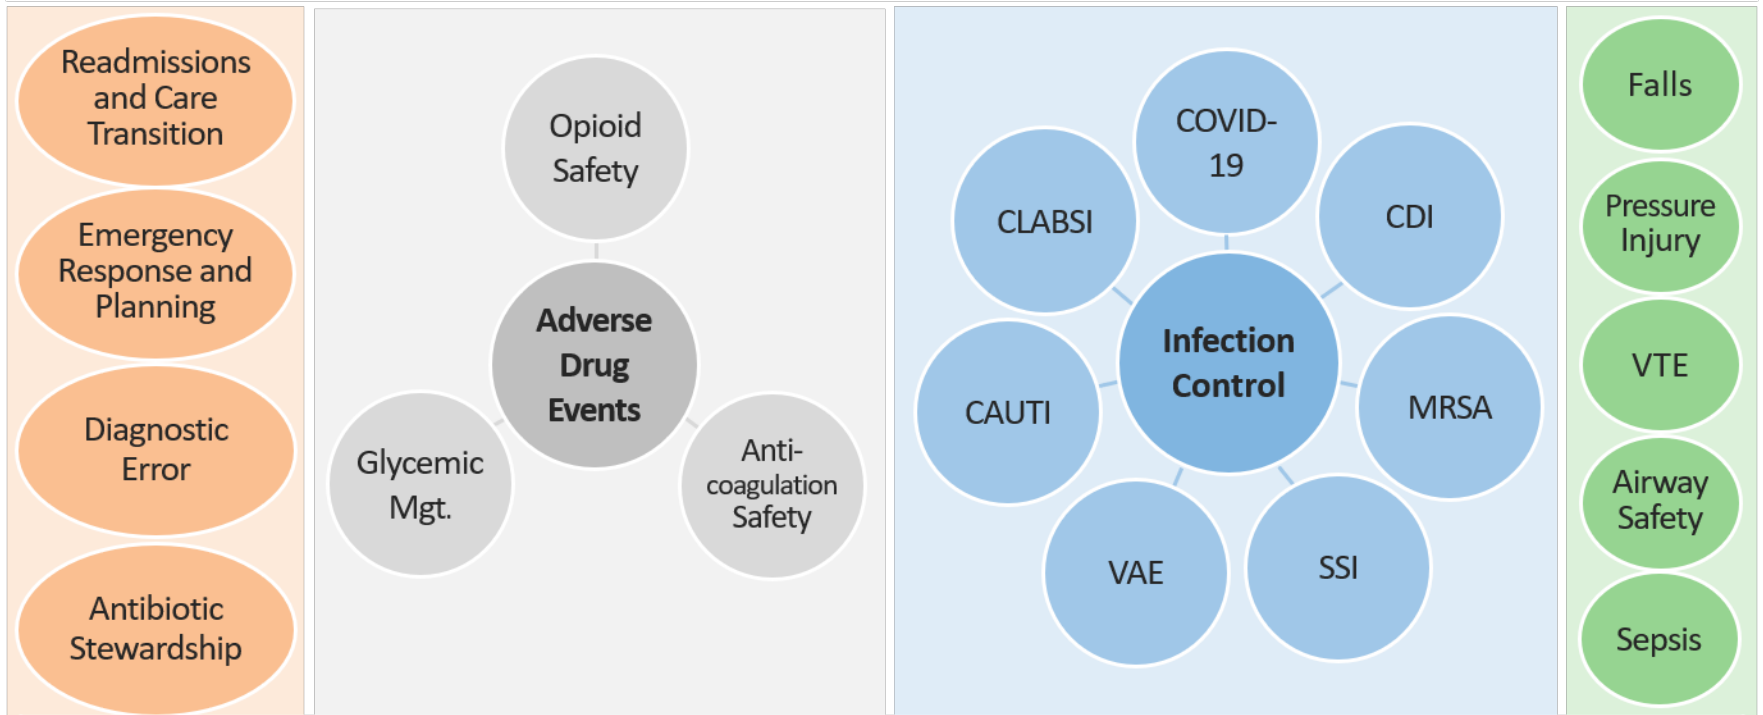 Readmissions
and Care
Transition
Emergency
Response and
Planning
Diagnostic
Error
Antibiotic
Stewardship
Opioid
Safety
Adverse
Drug
Events
Glycemic
Mgt.
Anti-
coagulation
Safety
COVID-
19
CLABSI
CDI
Infection
Control
CAUTI
MRSA
VAE
SSI
Falls
Pressure
Injury
VTE
Airway
Safety
Sepsis